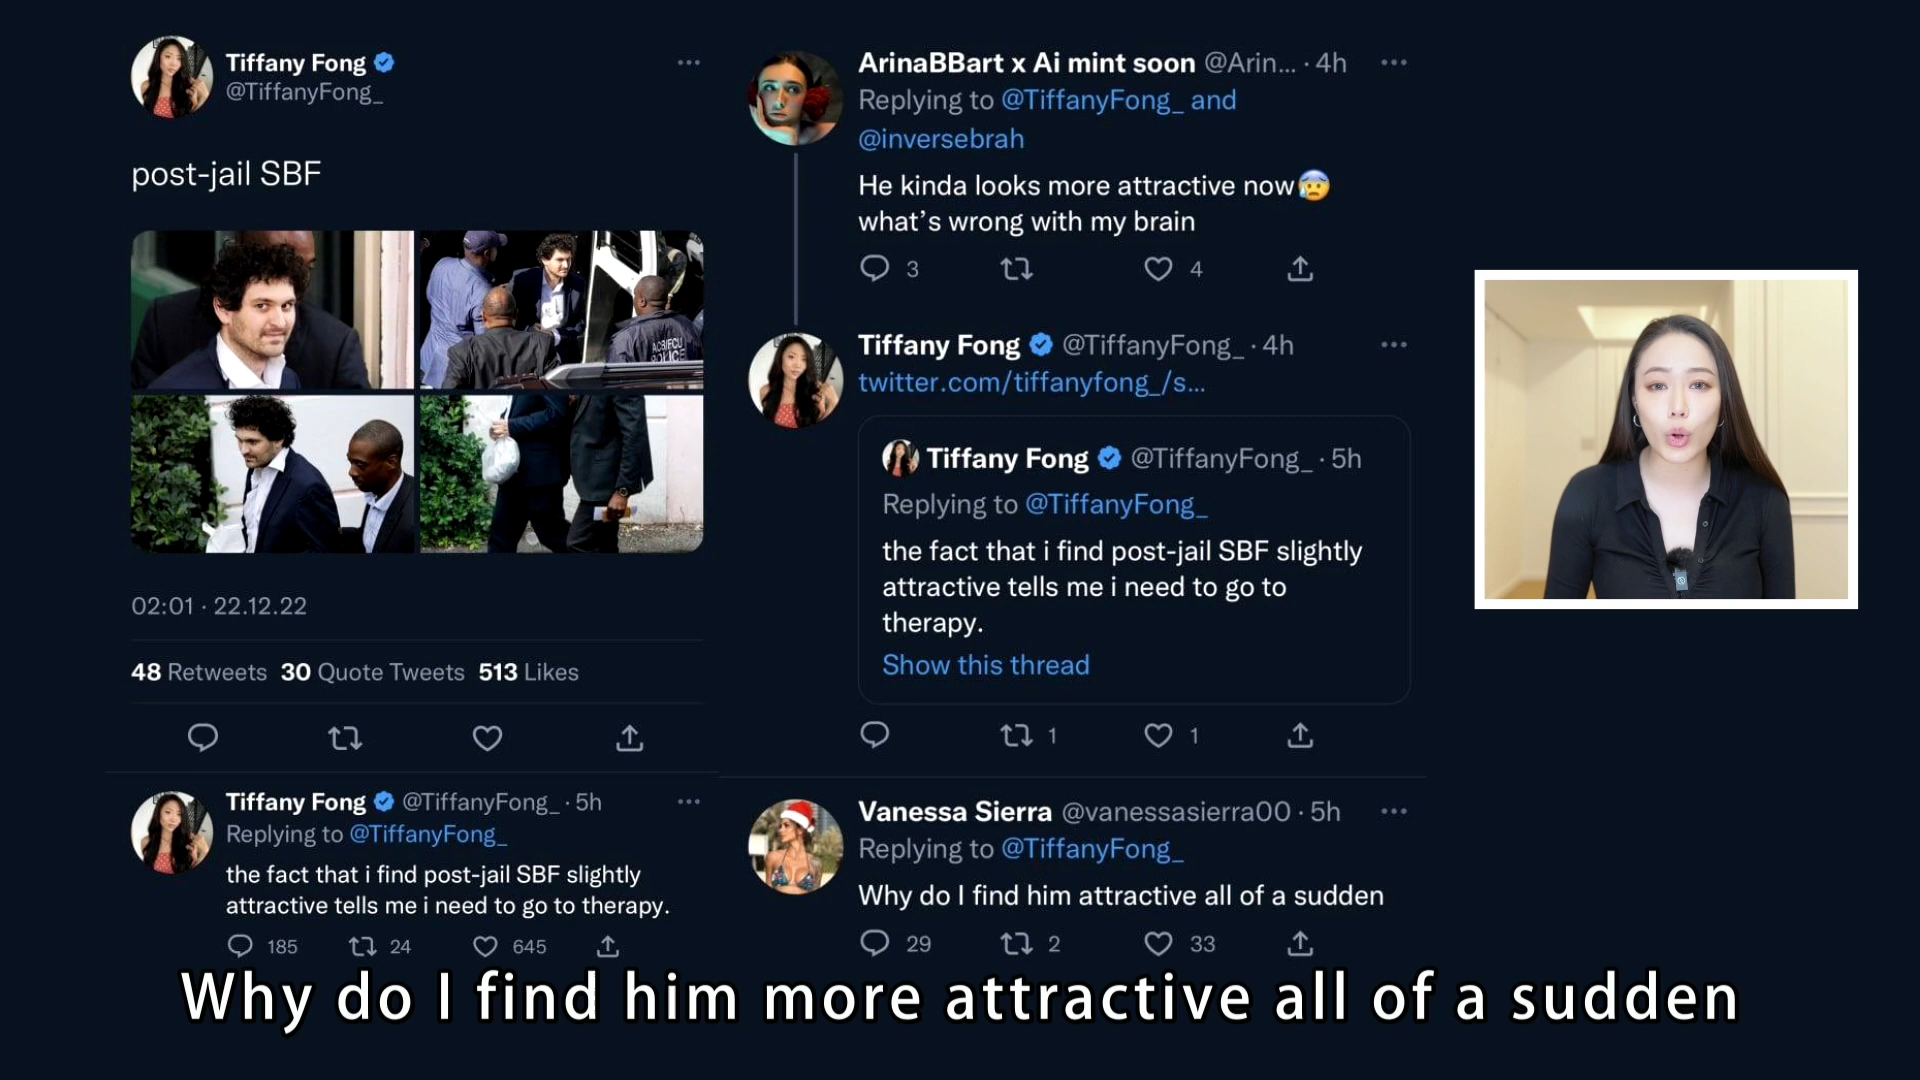 Tiffany Fong
@TiffanyFong_
post-jail SBF
POLICE
02:01 · 22.12.22
48 Retweets 30 Quote Tweets 513 Likes
Tiffany Fong @TiffanyFong_ · 5h
Replying to @TiffanyFong_
the fact that i find post-jail SBF slightly
attractive tells me i need to go to therapy.
185 24 645
ArinaBBart x Ai mint soon @Arin... · 4h
Replying to @TiffanyFong_ and
@inversebrah
He kinda looks more attractive now😰
what's wrong with my brain
3 4
Tiffany Fong @TiffanyFong_ · 4h
twitter.com/tiffanyfong_/s...
Tiffany Fong @TiffanyFong_ · 5h
Replying to @TiffanyFong_
the fact that i find post-jail SBF slightly
attractive tells me i need to go to
therapy.
Show this thread
1 1
Vanessa Sierra @vanessasierra00 · 5h
Replying to @TiffanyFong_
Why do I find him attractive all of a sudden
29 2 33
Why do I find him more attractive all of a sudden